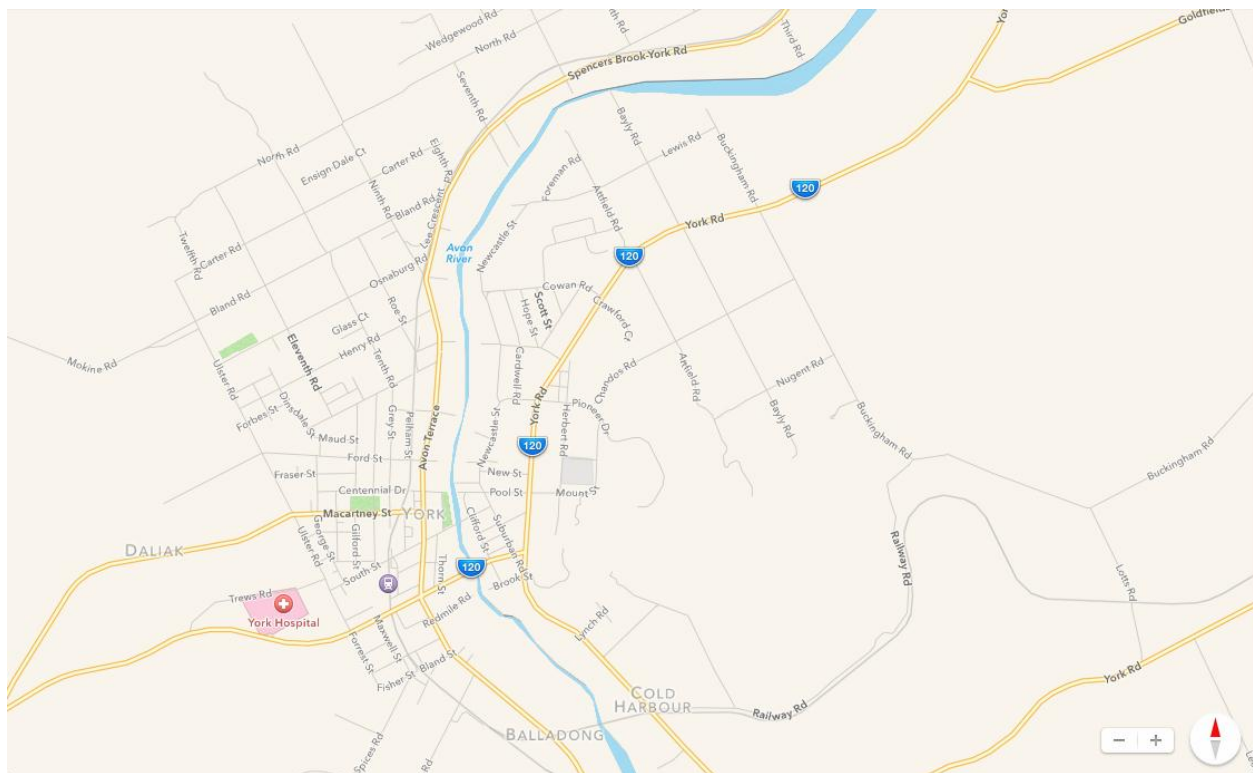 Wedgewood Rd
North Rd
Third Rd
Spencers Brook-York Rd
Seventh Rd
Bayly Rd
Buckingham Rd
Lewis Rd
North Rd
Ensign Dale Ct
Carter Rd
Eighth Rd
Foreman Rd
Attfield Rd
Ninth Rd
Bland Rd
120
York Rd
Lee Crescent
Newcastle St
Twelfth Rd
Carter Rd
Avon
River
120
Osnaburg Rd
Cowan Rd
Bland Rd
Roe St
Scott St
Hope St
Crawford Cr
Glass Ct
Henry Rd
Eleventh Rd
Tenth Rd
Mokine Rd
Ulster Rd
Cardwell Rd
Chandos Rd
Attfield Rd
Nugent Rd
Forbes St
Dinsdale St
Grey St
Pelham St
Avon Terrace
York Rd
Pioneer Dr
Herbert Rd
Bayly Rd
Buckingham Rd
Maud St
Newcastle St
120
Ford St
Fraser St
New St
Buckingham Rd
Centennial Dr
Pool St
Mount St
Macartney St
YORK
Clifford St
Suburban Rd
DALIAK
George St
Gilford St
Ulster Rd
Railway Rd
South St
Thorn St
120
Brook St
Lotts Rd
Trews Rd
York Hospital
Redmile Rd
Lynch Rd
Maxwell St
Forrest St
Bland St
Fisher St
York Rd
COLD
HARBOUR
Railway Rd
BALLADONG
Spices Rd
Rd